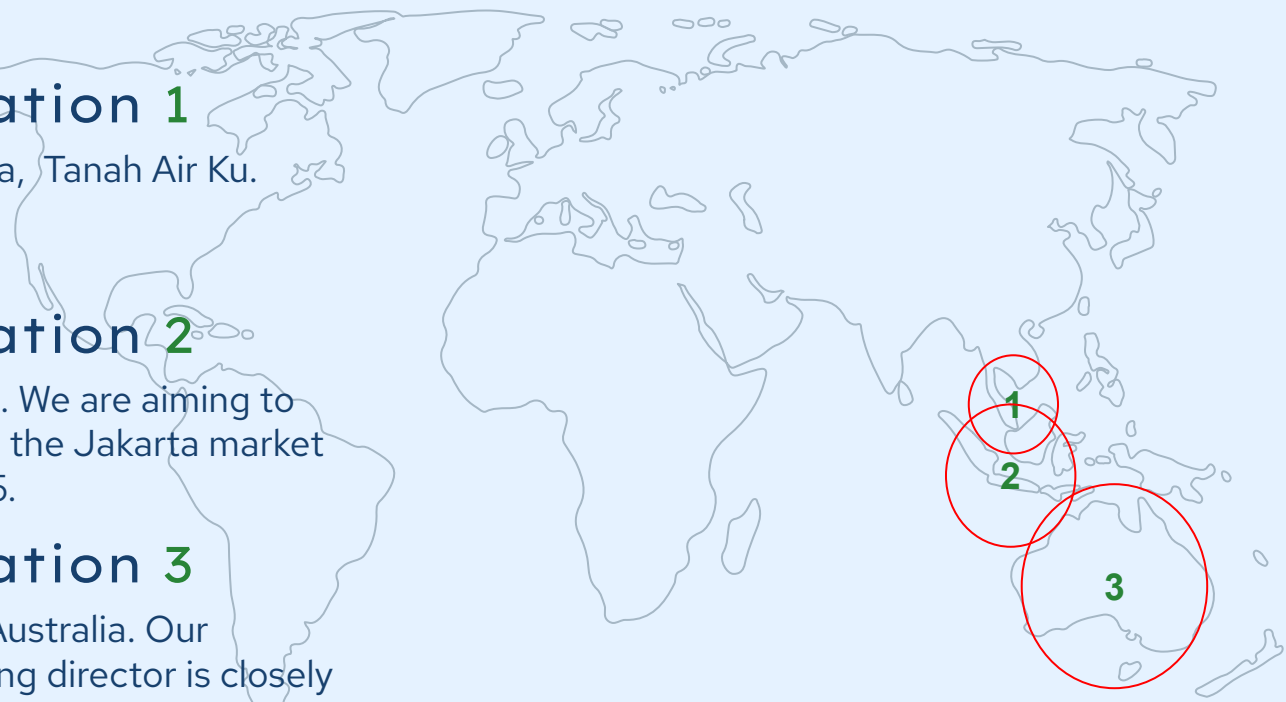 ation 1
a, Tanah Air Ku.
ation 2
. We are aiming to
the Jakarta market
5.
ation 3
Australia. Our
ng director is closely
1
2
3